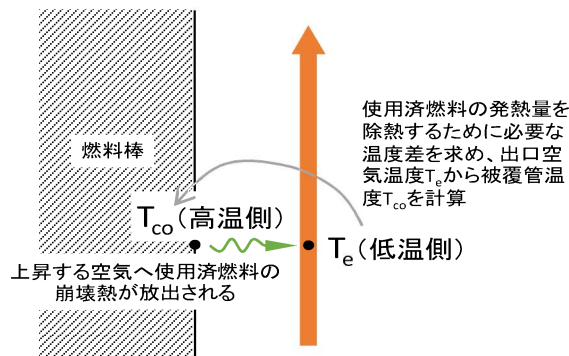 使用済燃料の発熱量を
除熱するために必要な
温度差を求め、出口空
気温度Teから被覆管温
度Tcoを計算
燃料棒
Tco(高温側)
Te(低温側)
上昇する空気へ使用済燃料の
崩壊熱が放出される